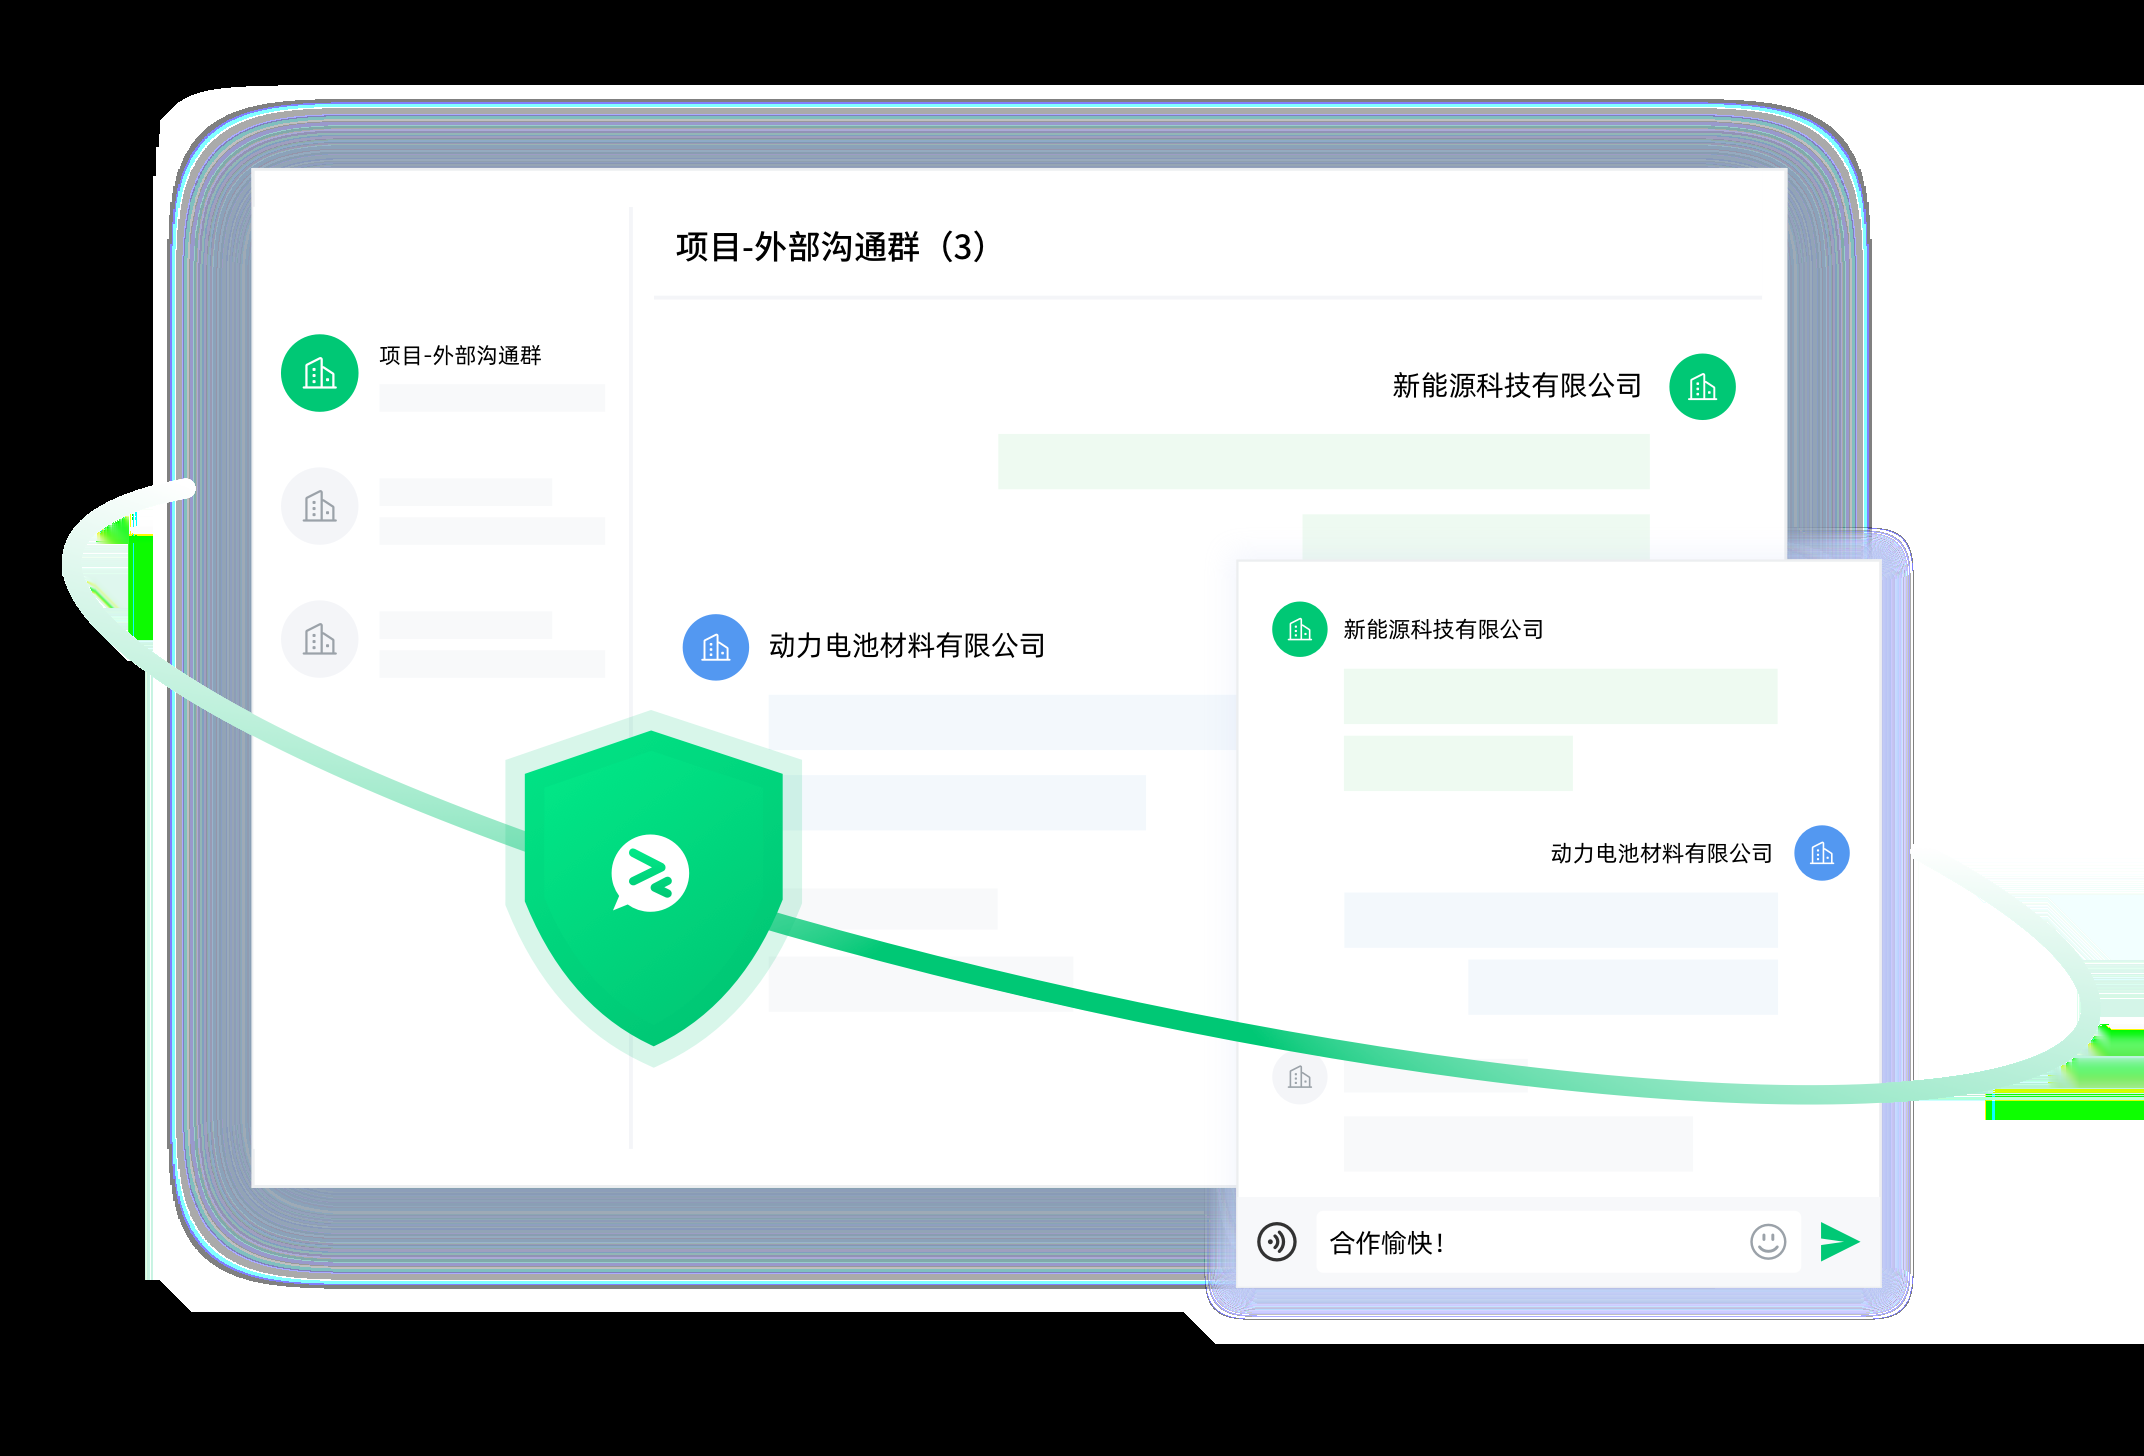 项目-外部沟通群（3）
项目-外部沟通群
新能源科技有限公司
动力电池材料有限公司
新能源科技有限公司
动力电池材料有限公司
合作愉快！